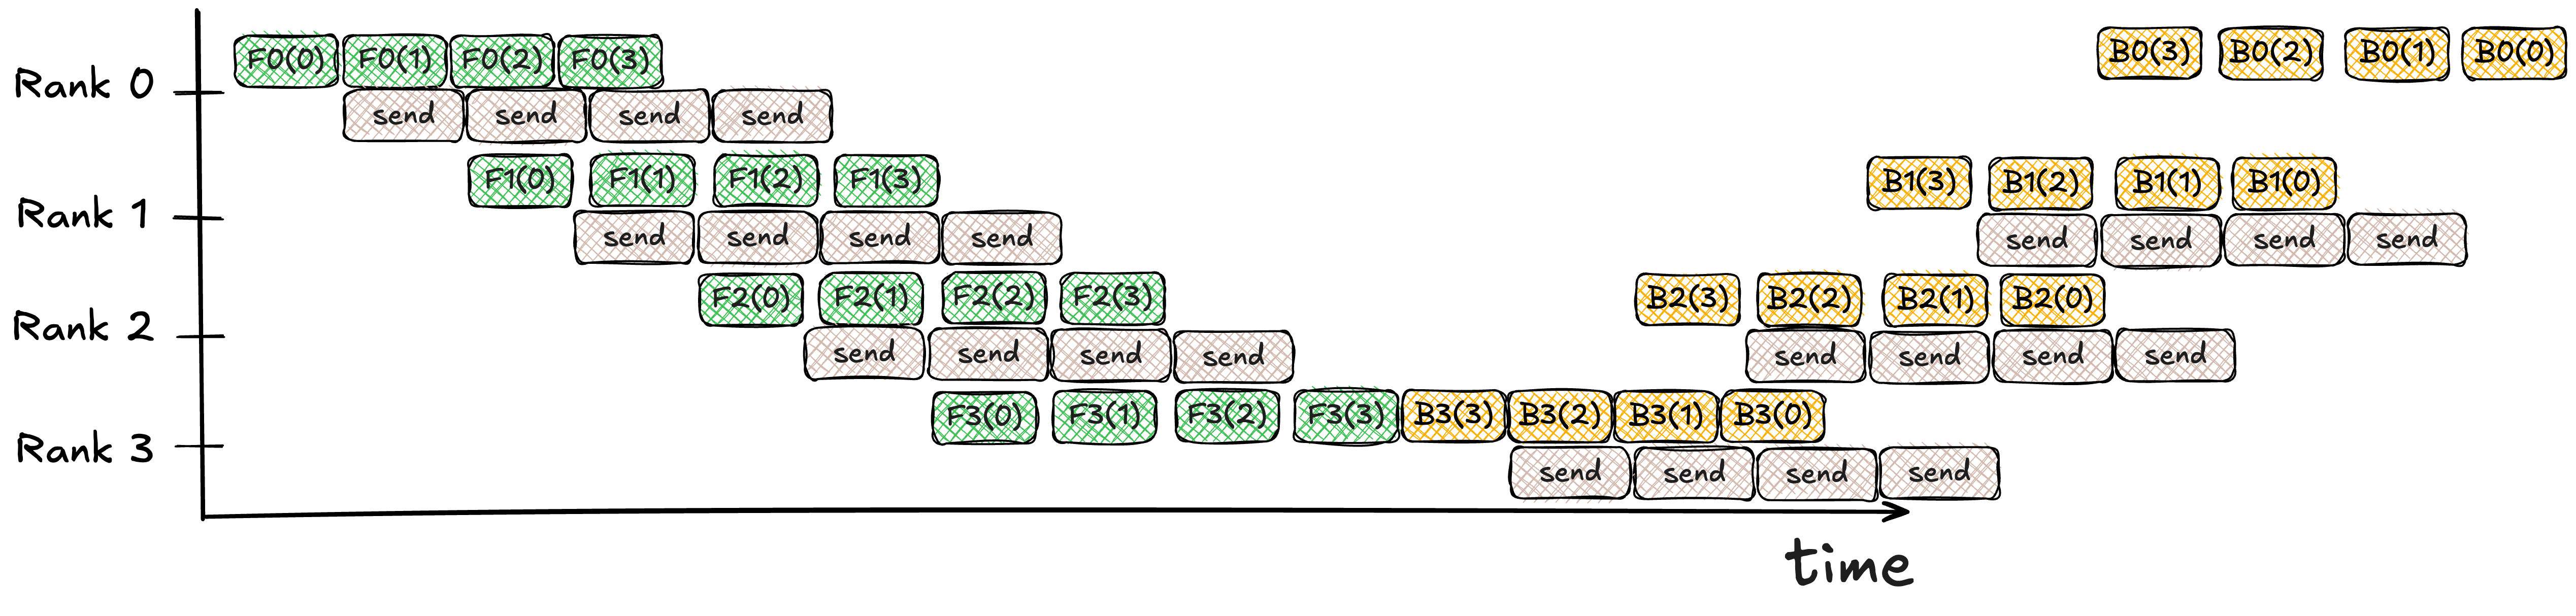 F0(0) F0(1) F0(2) F0(3) B0(3) B0(2) B0(1) B0(0)
Rank 0
send send send send
F1(0) F1(1) F1(2) F1(3) B1(3) B1(2) B1(1) B1(0)
Rank 1
send send send send send send send send
F2(0) F2(1) F2(2) F2(3) B2(3) B2(2) B2(1) B2(0)
Rank 2
send send send send send send send send
F3(0) F3(1) F3(2) F3(3) B3(3) B3(2) B3(1) B3(0)
Rank 3
send send send send
time